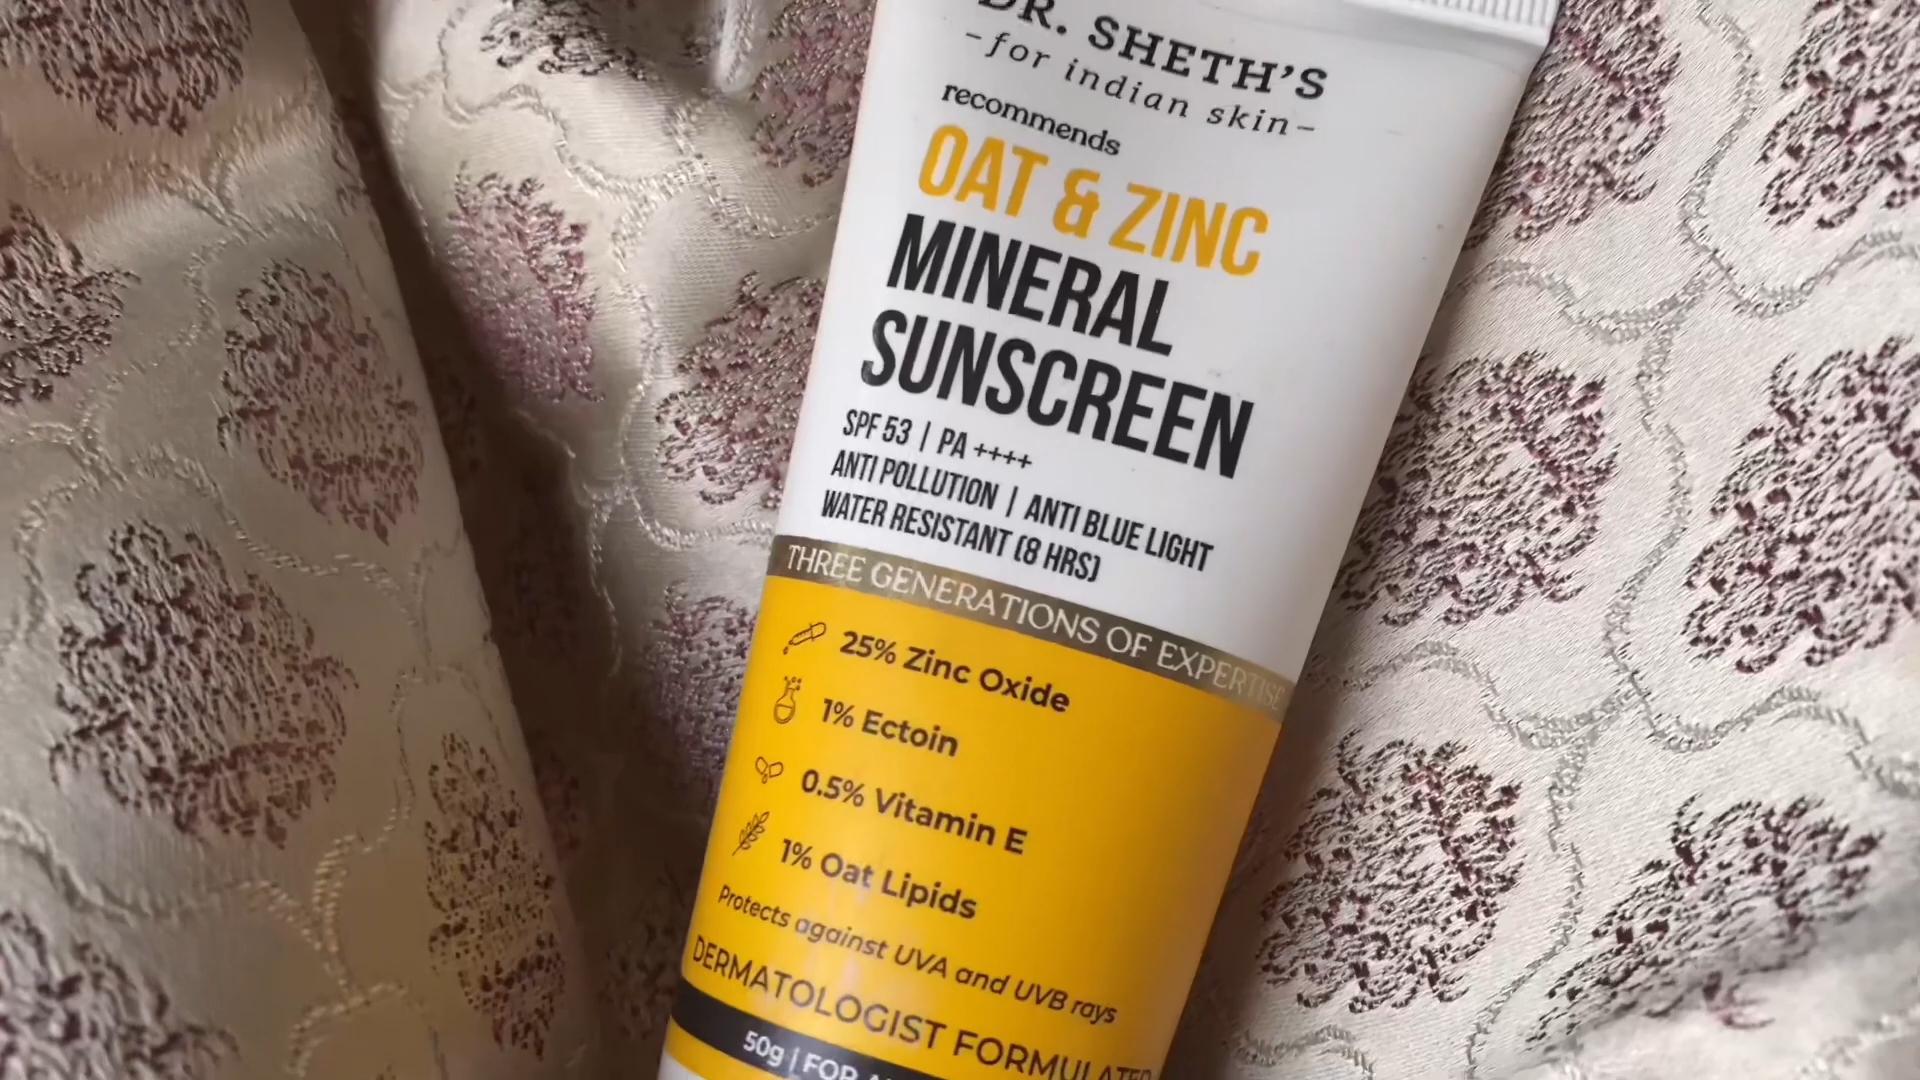 DR. SHETH'S
-for indian skin-
recommends
OAT & ZINC
MINERAL
SUNSCREEN
SPF 53 | PA ++++
ANTI POLLUTION | ANTI BLUE LIGHT
WATER RESISTANT (8 HRS)
THREE GENERATIONS OF EXPERTISE
25% Zinc Oxide
1% Ectoin
0.5% Vitamin E
1% Oat Lipids
Protects against UVA and UVB rays
DERMATOLOGIST FORMULATED
50g | FOR